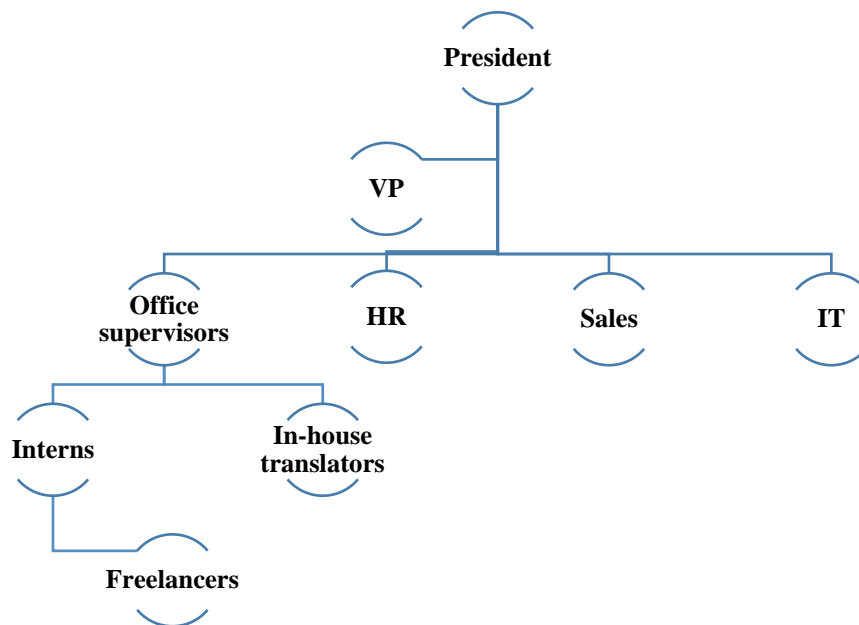 President
VP
Office
supervisors
HR
Sales
IT
Interns
In-house
translators
Freelancers